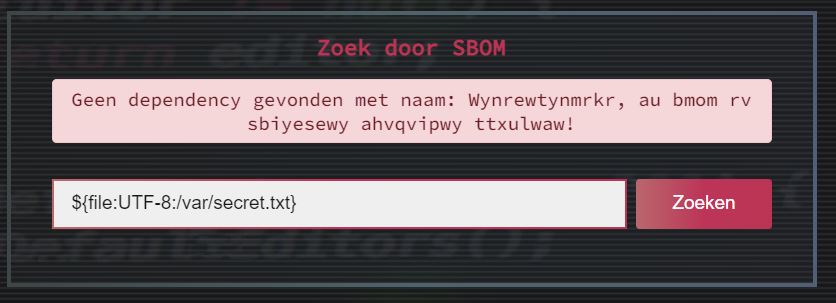 Zoek door SBOM
Geen dependency gevonden met naam: Wynrewtynmrkr, au bmom rv
sbiyesewy ahvqvipwy ttxulwaw!
${file:UTF-8:/var/secret.txt}
Zoeken